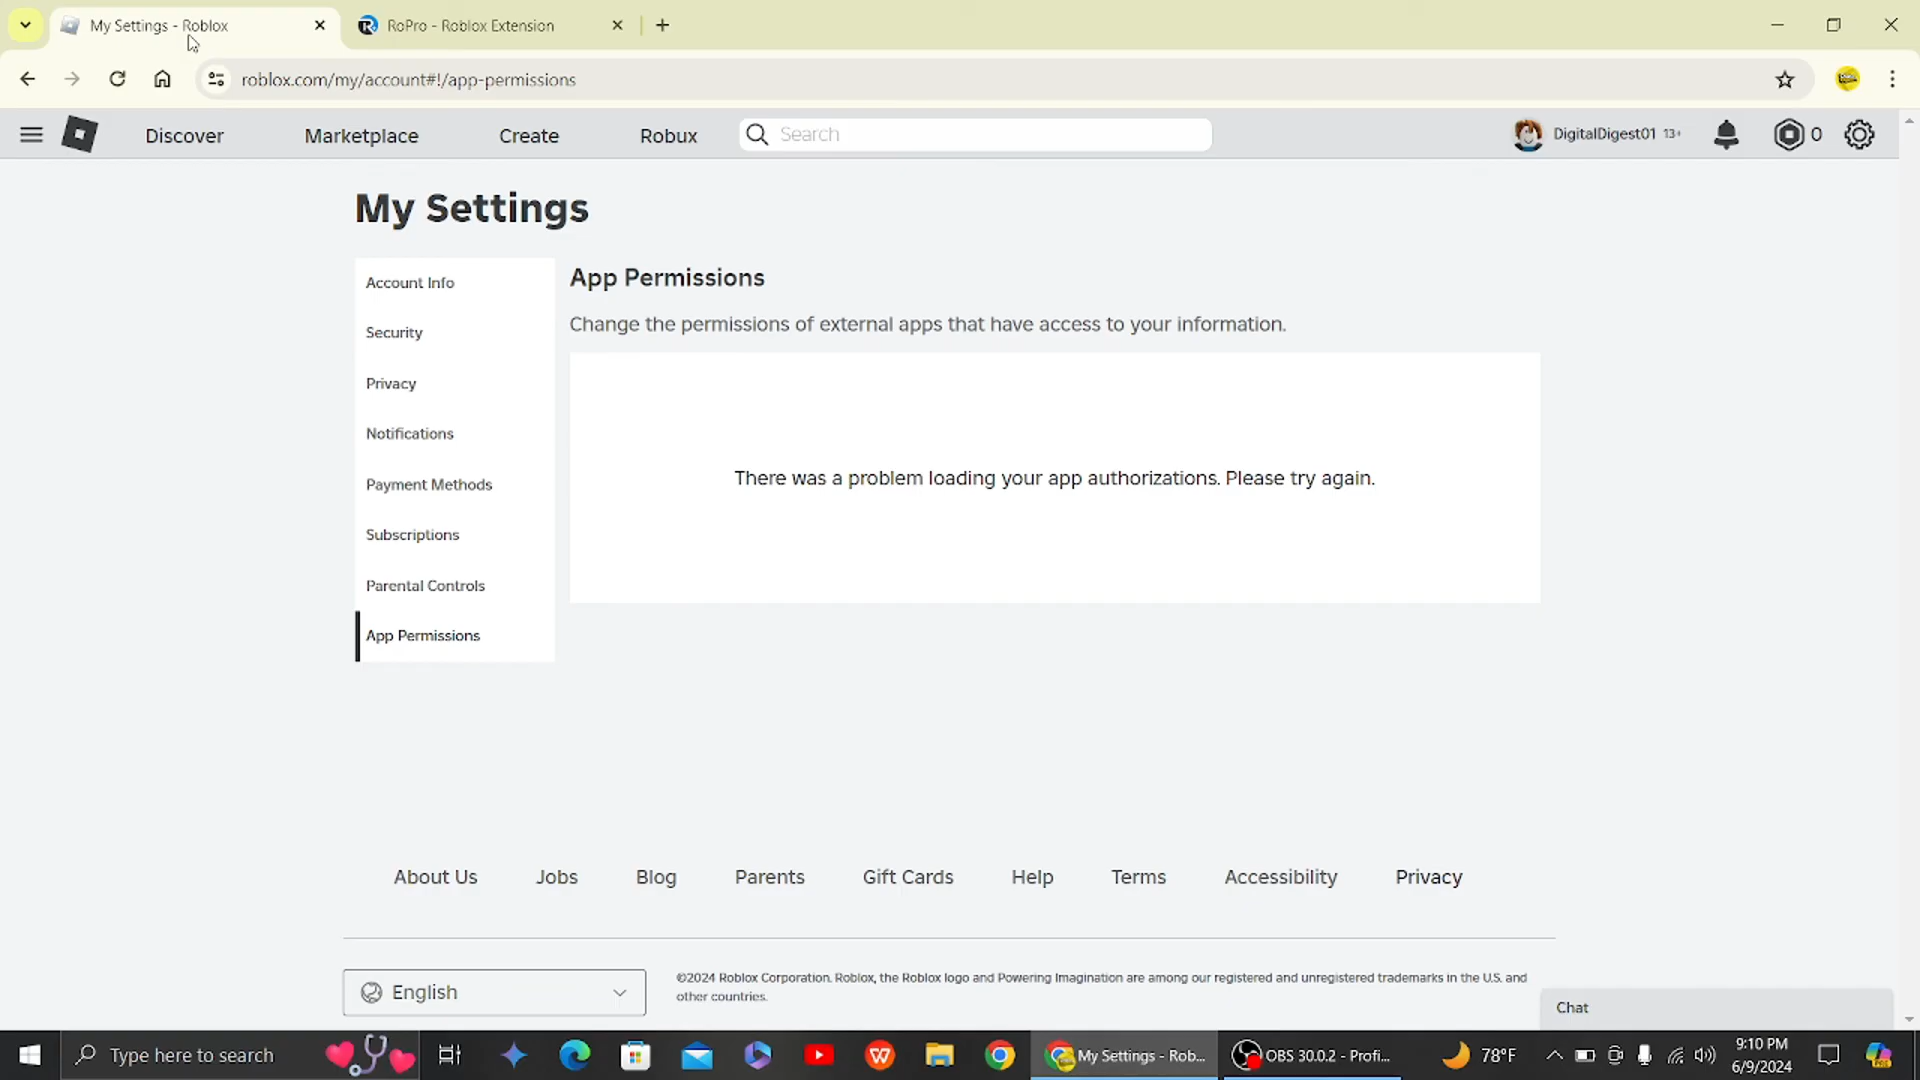 My Settings - Roblox
RoPro - Roblox Extension
roblox.com/my/account#!/app-permissions
Discover
Marketplace
Create
Robux
Search
DigitalDigest01 13+
0
My Settings
Account Info
Security
Privacy
Notifications
Payment Methods
Subscriptions
Parental Controls
App Permissions
App Permissions
Change the permissions of external apps that have access to your information.
There was a problem loading your app authorizations. Please try again.
About Us
Jobs
Blog
Parents
Gift Cards
Help
Terms
Accessibility
Privacy
English
©2024 Roblox Corporation. Roblox, the Roblox logo and Powering Imagination are among our registered and unregistered trademarks in the U.S. and
other countries.
Chat
Type here to search
My Settings - Rob...
OBS 30.0.2 - Profi...
78°F
9:10 PM
6/9/2024